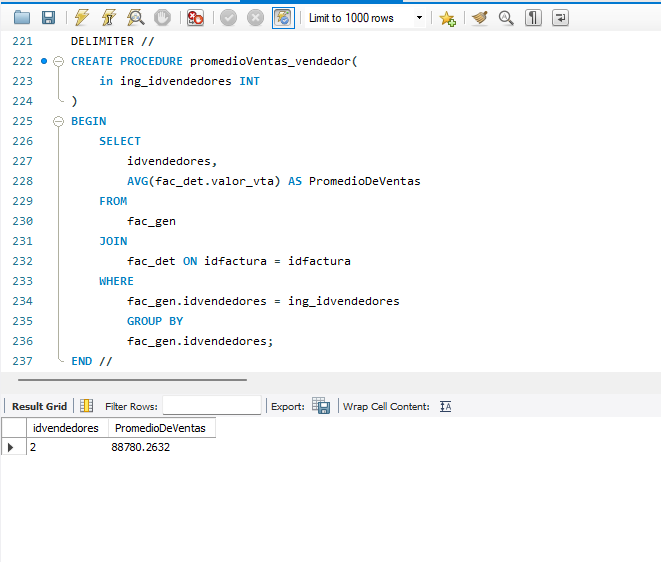 Limit to 1000 rows
221 DELIMITER //
222 CREATE PROCEDURE promedioVentas_vendedor(
223 in ing_idvendedores INT
224 )
225 BEGIN
226 SELECT
227 idvendedores,
228 AVG(fac_det.valor_vta) AS PromedioDeVentas
229 FROM
230 fac_gen
231 JOIN
232 fac_det ON idfactura = idfactura
233 WHERE
234 fac_gen.idvendedores = ing_idvendedores
235 GROUP BY
236 fac_gen.idvendedores;
237 END //
Result Grid Filter Rows: Export: Wrap Cell Content:
idvendedores PromedioDeVentas
2 88780.2632